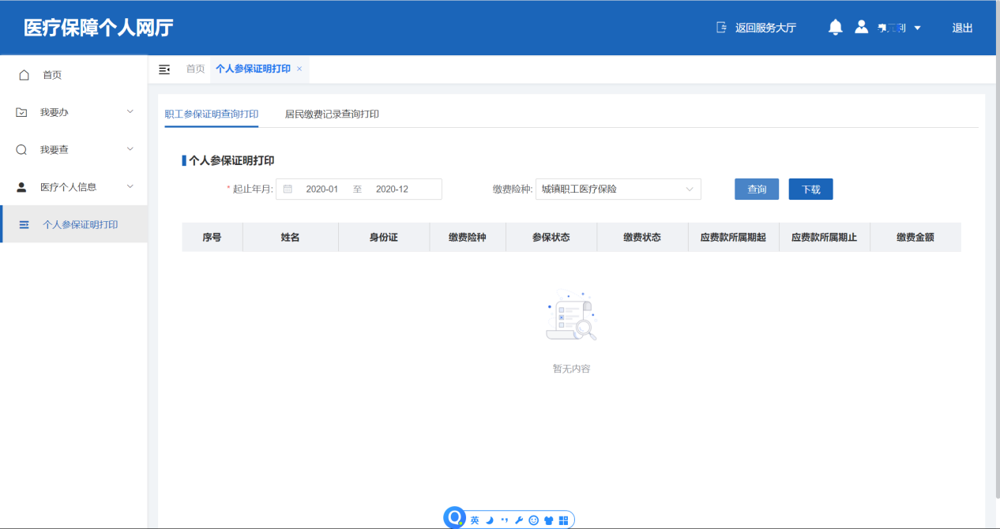 医疗保障个人网厅
返回服务大厅
退出
首页
我要办
我要查
医疗个人信息
个人参保证明打印
首页 个人参保证明打印 ×
职工参保证明查询打印 居民缴费记录查询打印
个人参保证明打印
* 起止年月: 2020-01 至 2020-12 缴费险种: 城镇职工医疗保险 查询 下载
序号 姓名 身份证 缴费险种 参保状态 缴费状态 应费款所属期起 应费款所属期止 缴费金额
暂无内容
英